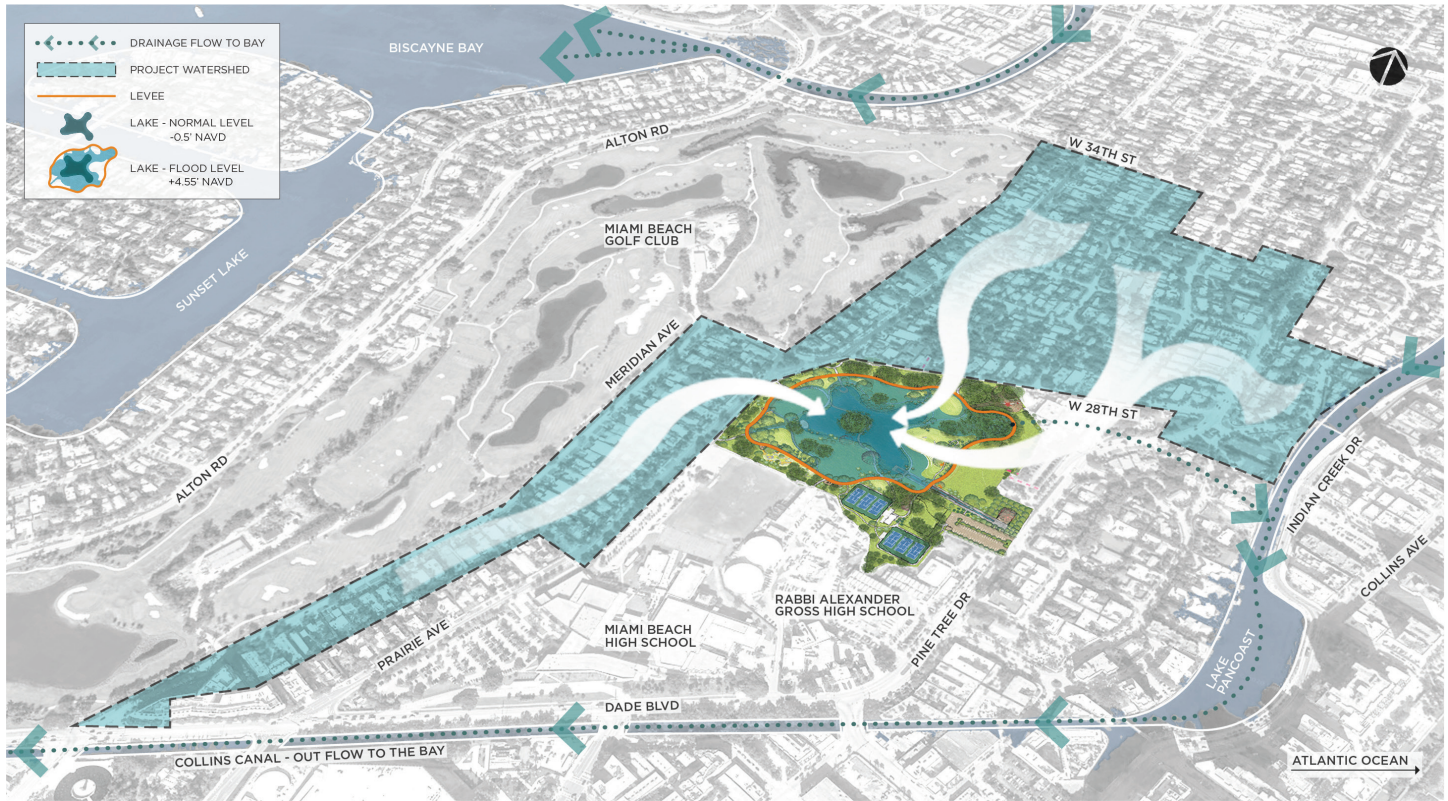 DRAINAGE FLOW TO BAY
PROJECT WATERSHED
LEVEE
LAKE - NORMAL LEVEL
-0.5' NAVD
LAKE - FLOOD LEVEL
+4.55' NAVD
BISCAYNE BAY
ALTON RD
W 34TH ST
SUNSET LAKE
MIAMI BEACH
GOLF CLUB
MERIDIAN AVE
W 28TH ST
ALTON RD
INDIAN CREEK DR
COLLINS AVE
RABBI ALEXANDER
GROSS HIGH SCHOOL
MIAMI BEACH
HIGH SCHOOL
PRAIRIE AVE
PINE TREE DR
LAKE
PANCOAST
DADE BLVD
COLLINS CANAL - OUT FLOW TO THE BAY
ATLANTIC OCEAN